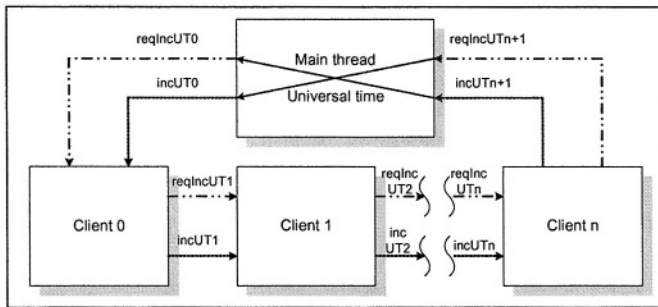 reqIncUT0
Main thread
reqIncUTn+1
incUT0
Universal time
incUTn+1
Client 0
reqIncUT1
incUT1
Client 1
reqInc
UT2
reqInc
UTn
inc
UT2
incUTn
Client n